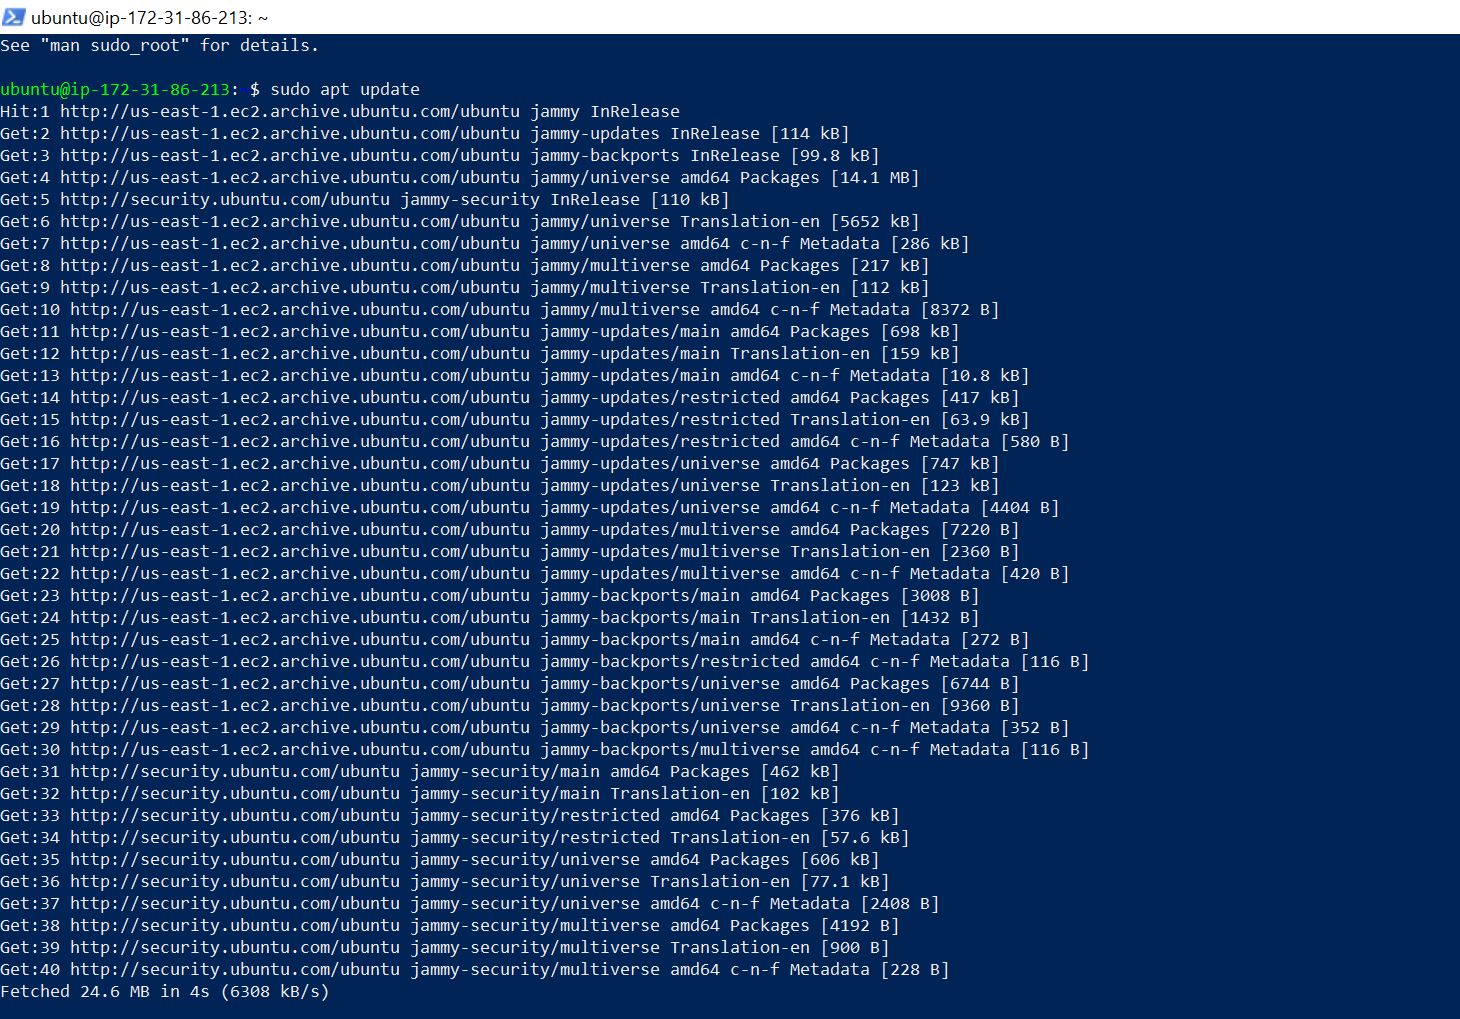 ubuntu@ip-172-31-86-213: ~
See "man sudo_root" for details.
ubuntu@ip-172-31-86-213:~$ sudo apt update
Hit:1 http://us-east-1.ec2.archive.ubuntu.com/ubuntu jammy InRelease
Get:2 http://us-east-1.ec2.archive.ubuntu.com/ubuntu jammy-updates InRelease [114 kB]
Get:3 http://us-east-1.ec2.archive.ubuntu.com/ubuntu jammy-backports InRelease [99.8 kB]
Get:4 http://us-east-1.ec2.archive.ubuntu.com/ubuntu jammy/universe amd64 Packages [14.1 MB]
Get:5 http://security.ubuntu.com/ubuntu jammy-security InRelease [110 kB]
Get:6 http://us-east-1.ec2.archive.ubuntu.com/ubuntu jammy/universe Translation-en [5652 kB]
Get:7 http://us-east-1.ec2.archive.ubuntu.com/ubuntu jammy/universe amd64 c-n-f Metadata [286 kB]
Get:8 http://us-east-1.ec2.archive.ubuntu.com/ubuntu jammy/multiverse amd64 Packages [217 kB]
Get:9 http://us-east-1.ec2.archive.ubuntu.com/ubuntu jammy/multiverse Translation-en [112 kB]
Get:10 http://us-east-1.ec2.archive.ubuntu.com/ubuntu jammy/multiverse amd64 c-n-f Metadata [8372 B]
Get:11 http://us-east-1.ec2.archive.ubuntu.com/ubuntu jammy-updates/main amd64 Packages [698 kB]
Get:12 http://us-east-1.ec2.archive.ubuntu.com/ubuntu jammy-updates/main Translation-en [159 kB]
Get:13 http://us-east-1.ec2.archive.ubuntu.com/ubuntu jammy-updates/main amd64 c-n-f Metadata [10.8 kB]
Get:14 http://us-east-1.ec2.archive.ubuntu.com/ubuntu jammy-updates/restricted amd64 Packages [417 kB]
Get:15 http://us-east-1.ec2.archive.ubuntu.com/ubuntu jammy-updates/restricted Translation-en [63.9 kB]
Get:16 http://us-east-1.ec2.archive.ubuntu.com/ubuntu jammy-updates/restricted amd64 c-n-f Metadata [580 B]
Get:17 http://us-east-1.ec2.archive.ubuntu.com/ubuntu jammy-updates/universe amd64 Packages [747 kB]
Get:18 http://us-east-1.ec2.archive.ubuntu.com/ubuntu jammy-updates/universe Translation-en [123 kB]
Get:19 http://us-east-1.ec2.archive.ubuntu.com/ubuntu jammy-updates/universe amd64 c-n-f Metadata [4404 B]
Get:20 http://us-east-1.ec2.archive.ubuntu.com/ubuntu jammy-updates/multiverse amd64 Packages [7220 B]
Get:21 http://us-east-1.ec2.archive.ubuntu.com/ubuntu jammy-updates/multiverse Translation-en [2360 B]
Get:22 http://us-east-1.ec2.archive.ubuntu.com/ubuntu jammy-updates/multiverse amd64 c-n-f Metadata [420 B]
Get:23 http://us-east-1.ec2.archive.ubuntu.com/ubuntu jammy-backports/main amd64 Packages [3008 B]
Get:24 http://us-east-1.ec2.archive.ubuntu.com/ubuntu jammy-backports/main Translation-en [1432 B]
Get:25 http://us-east-1.ec2.archive.ubuntu.com/ubuntu jammy-backports/main amd64 c-n-f Metadata [272 B]
Get:26 http://us-east-1.ec2.archive.ubuntu.com/ubuntu jammy-backports/restricted amd64 c-n-f Metadata [116 B]
Get:27 http://us-east-1.ec2.archive.ubuntu.com/ubuntu jammy-backports/universe amd64 Packages [6744 B]
Get:28 http://us-east-1.ec2.archive.ubuntu.com/ubuntu jammy-backports/universe Translation-en [9360 B]
Get:29 http://us-east-1.ec2.archive.ubuntu.com/ubuntu jammy-backports/universe amd64 c-n-f Metadata [352 B]
Get:30 http://us-east-1.ec2.archive.ubuntu.com/ubuntu jammy-backports/multiverse amd64 c-n-f Metadata [116 B]
Get:31 http://security.ubuntu.com/ubuntu jammy-security/main amd64 Packages [462 kB]
Get:32 http://security.ubuntu.com/ubuntu jammy-security/main Translation-en [102 kB]
Get:33 http://security.ubuntu.com/ubuntu jammy-security/restricted amd64 Packages [376 kB]
Get:34 http://security.ubuntu.com/ubuntu jammy-security/restricted Translation-en [57.6 kB]
Get:35 http://security.ubuntu.com/ubuntu jammy-security/universe amd64 Packages [606 kB]
Get:36 http://security.ubuntu.com/ubuntu jammy-security/universe Translation-en [77.1 kB]
Get:37 http://security.ubuntu.com/ubuntu jammy-security/universe amd64 c-n-f Metadata [2408 B]
Get:38 http://security.ubuntu.com/ubuntu jammy-security/multiverse amd64 Packages [4192 B]
Get:39 http://security.ubuntu.com/ubuntu jammy-security/multiverse Translation-en [900 B]
Get:40 http://security.ubuntu.com/ubuntu jammy-security/multiverse amd64 c-n-f Metadata [228 B]
Fetched 24.6 MB in 4s (6308 kB/s)